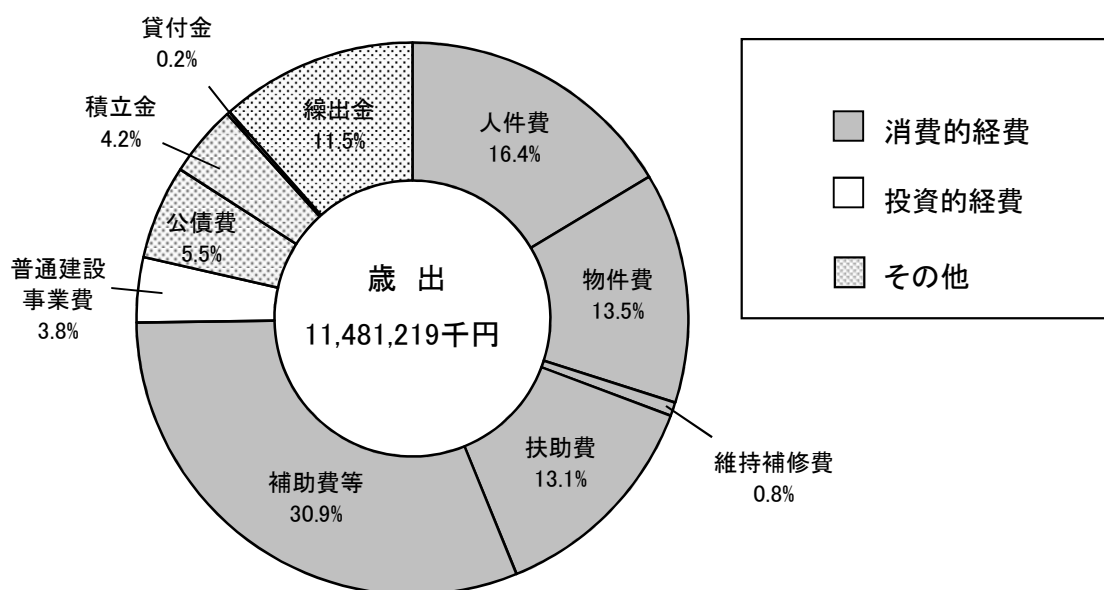 貸付金
0.2%
積立金
4.2%
繰出金
11.5%
人件費
16.4%
公債費
5.5%
物件費
13.5%
普通建設
事業費
3.8%
歳 出
11,481,219千円
維持補修費
0.8%
扶助費
13.1%
補助費等
30.9%
消費的経費
投資的経費
その他